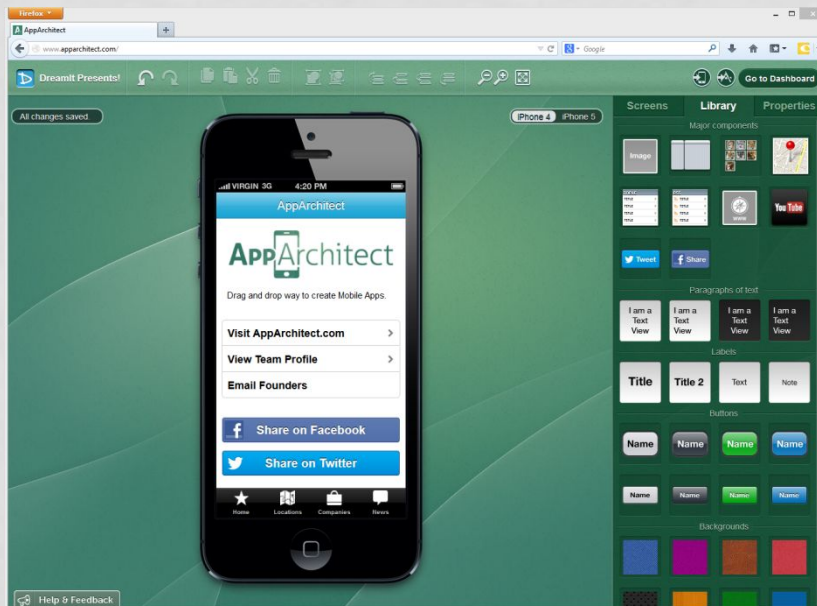 Firefox
AppArchitect
www.apparchitect.com/
Google
DreamIt Presents!
Go to Dashboard
All changes saved.
iPhone 4
iPhone 5
VIRGIN 3G
4:20 PM
AppArchitect
AppArchitect
Drag and drop way to create Mobile Apps.
Visit AppArchitect.com
View Team Profile
Email Founders
Share on Facebook
Share on Twitter
Home
Locations
Companies
News
Help & Feedback
Screens
Library
Properties
Major components
Image
www
You Tube
Tweet
Share
Paragraphs of text
I am a Text View
I am a Text View
I am a Text View
I am a Text View
Labels
Title
Title 2
Text
Note
Buttons
Name
Name
Name
Name
Name
Name
Name
Name
Backgrounds